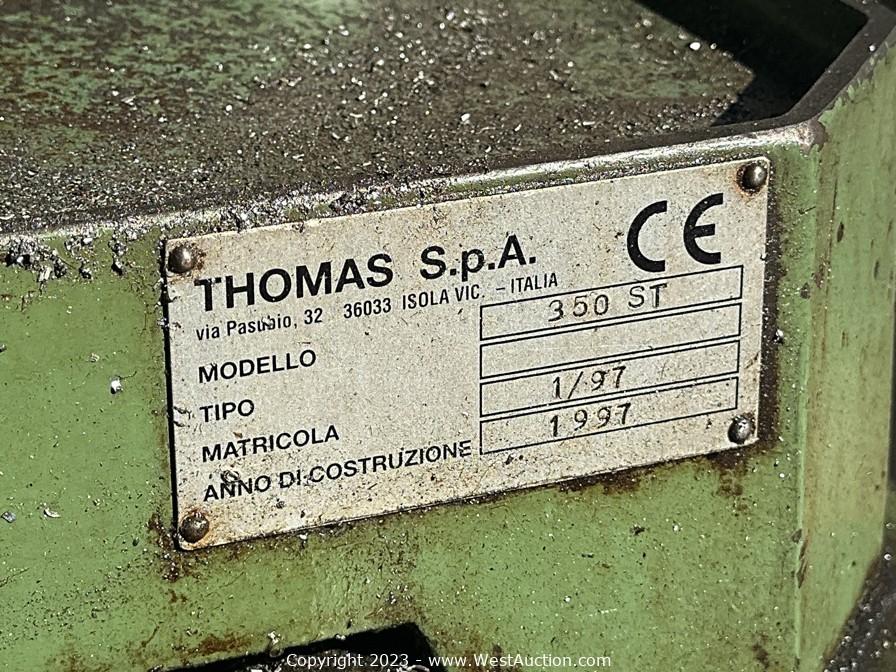 THOMAS S.p.A. CE
via Pasubio, 32 36033 ISOLA VIC. - ITALIA
MODELLO 350 ST
TIPO
MATRICOLA 1/97
ANNO DI COSTRUZIONE 1997
Copyright 2023 - www.WestAuction.com